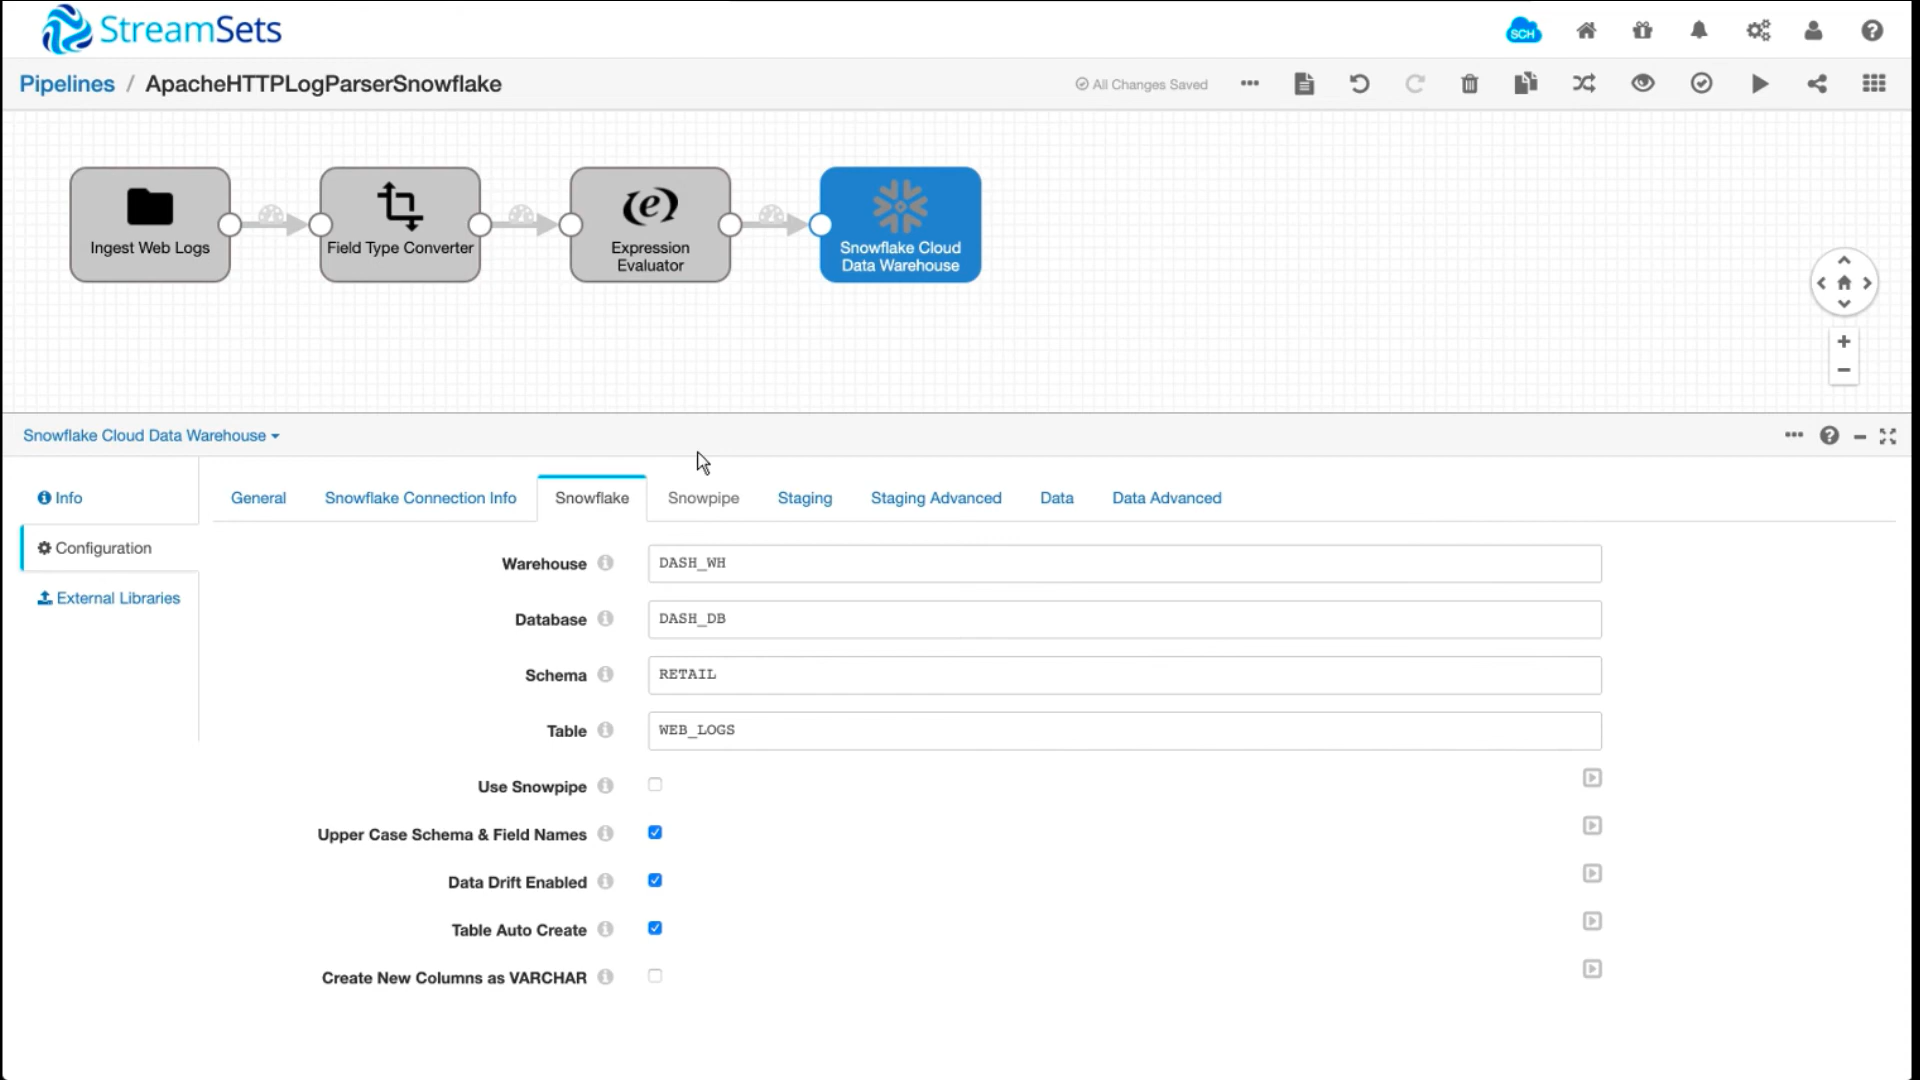 StreamSets
SCH
Pipelines / ApacheHTTPLogParserSnowflake
All Changes Saved
Ingest Web Logs
Field Type Converter
Expression
Evaluator
Snowflake Cloud
Data Warehouse
Snowflake Cloud Data Warehouse
Info
Configuration
External Libraries
General Snowflake Connection Info Snowflake Snowpipe Staging Staging Advanced Data Data Advanced
Warehouse DASH_WH
Database DASH_DB
Schema RETAIL
Table WEB_LOGS
Use Snowpipe
Upper Case Schema & Field Names
Data Drift Enabled
Table Auto Create
Create New Columns as VARCHAR